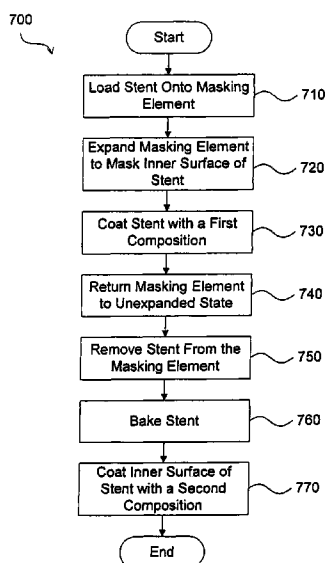 700
Start
Load Stent Onto Masking
Element
710
Expand Masking Element
to Mask Inner Surface of
Stent
720
Coat Stent with a First
Composition
730
Return Masking Element
to Unexpanded State
740
Remove Stent From the
Masking Element
750
Bake Stent
760
Coat Inner Surface of
Stent with a Second
Composition
770
End